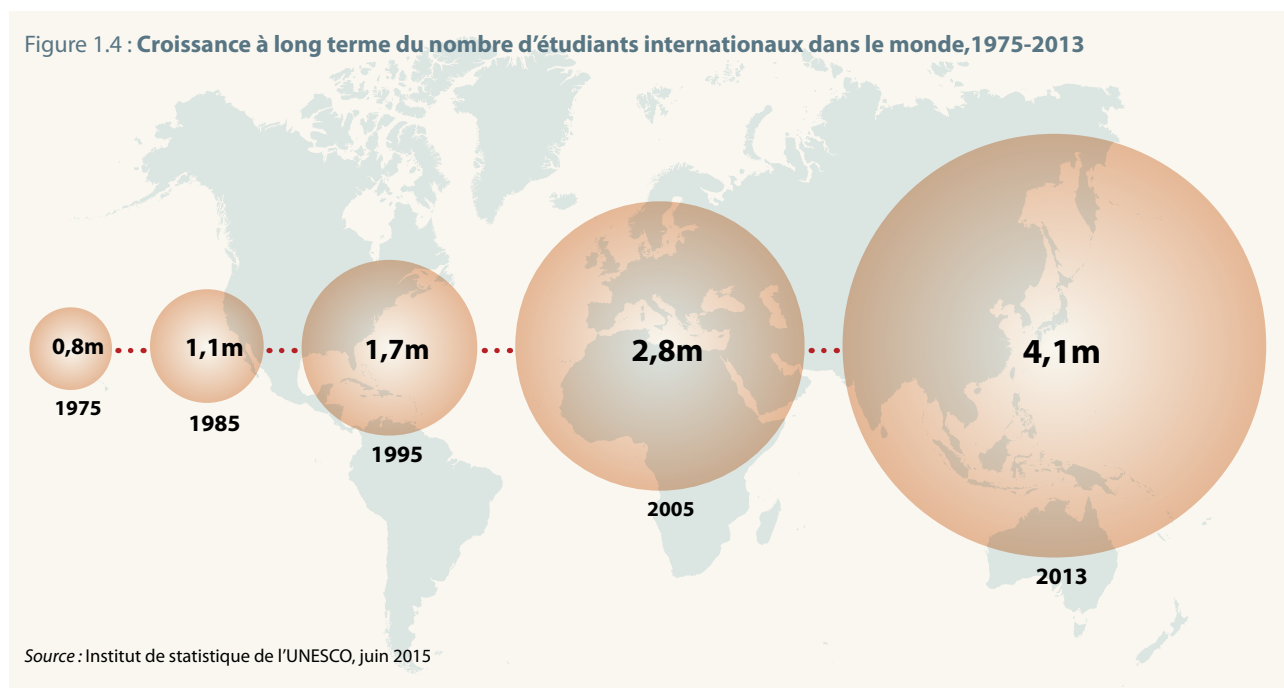 Figure 1.4 : Croissance à long terme du nombre d’étudiants internationaux dans le monde,1975-2013
0,8m
1975
1,1m
1985
1,7m
1995
2,8m
2005
4,1m
2013
Source : Institut de statistique de l’UNESCO, juin 2015